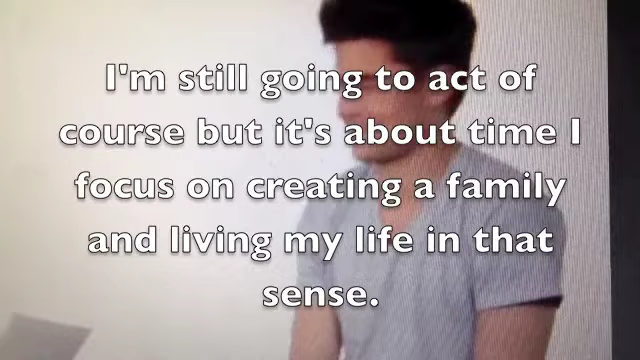 I'm still going to act of
course but it's about time I
focus on creating a family
and living my life in that
sense.